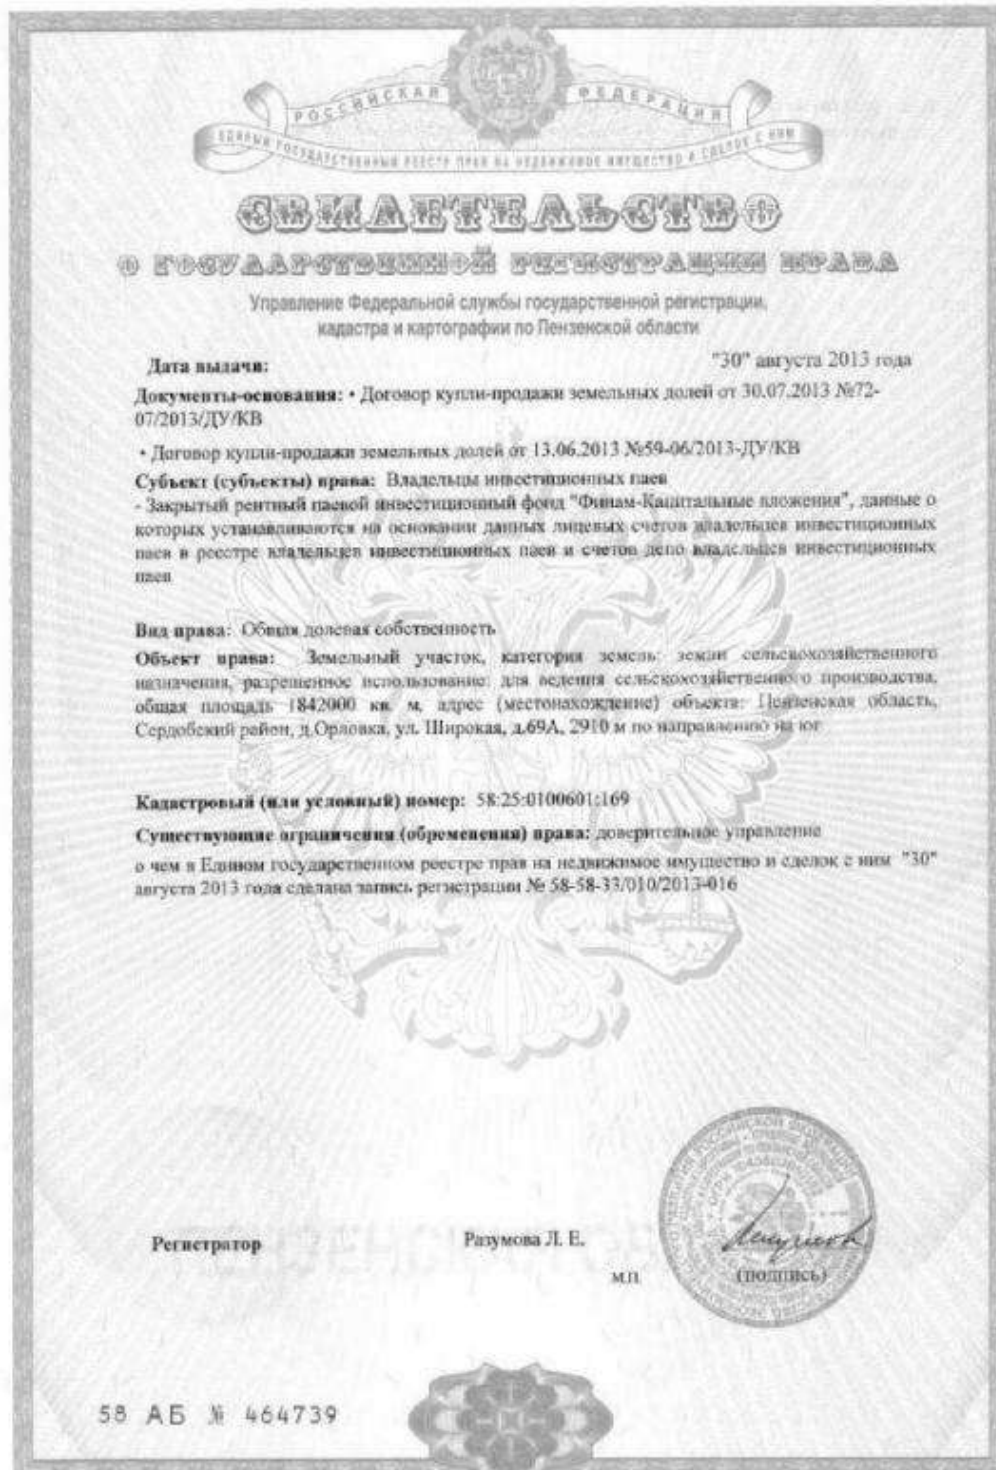 РОССИЙСКАЯ ФЕДЕРАЦИЯ
ЕДИНЫЙ ГОСУДАРСТВЕННЫЙ РЕЕСТР ПРАВ НА НЕДВИЖИМОЕ ИМУЩЕСТВО И СДЕЛОК С НИМ
СВИДЕТЕЛЬСТВО
О ГОСУДАРСТВЕННОЙ РЕГИСТРАЦИИ ПРАВА
Управление Федеральной службы государственной регистрации,
кадастра и картографии по Пензенской области
Дата выдачи: "30" августа 2013 года
Документы-основания: • Договор купли-продажи земельных долей от 30.07.2013 №72-
07/2013/ДУ/КВ
• Договор купли-продажи земельных долей от 13.06.2013 №59-06/2013-ДУ/КВ
Субъект (субъекты) права: Владельцы инвестиционных паев
- Закрытый рентный паевой инвестиционный фонд "Финам-Капитальные вложения", данные о
которых устанавливаются на основании данных лицевых счетов владельцев инвестиционных
паев в реестре владельцев инвестиционных паев и счетов депо владельцев инвестиционных
паев
Вид права: Общая долевая собственность
Объект права: Земельный участок, категория земель: земли сельскохозяйственного
назначения, разрешенное использование: для ведения сельскохозяйственного производства,
общая площадь 1842000 кв. м, адрес (местонахождение) объекта: Пензенская область,
Сердобский район, д.Орловка, ул. Широкая, д.69А, 2910 м по направлению на юг
Кадастровый (или условный) номер: 58:25:0100601:169
Существующие ограничения (обременения) права: доверительное управление
о чем в Едином государственном реестре прав на недвижимое имущество и сделок с ним "30"
августа 2013 года сделана запись регистрации № 58-58-33/010/2013-016
Регистратор Разумова Л. Е.
м.п. (подпись)
58 АБ № 464739